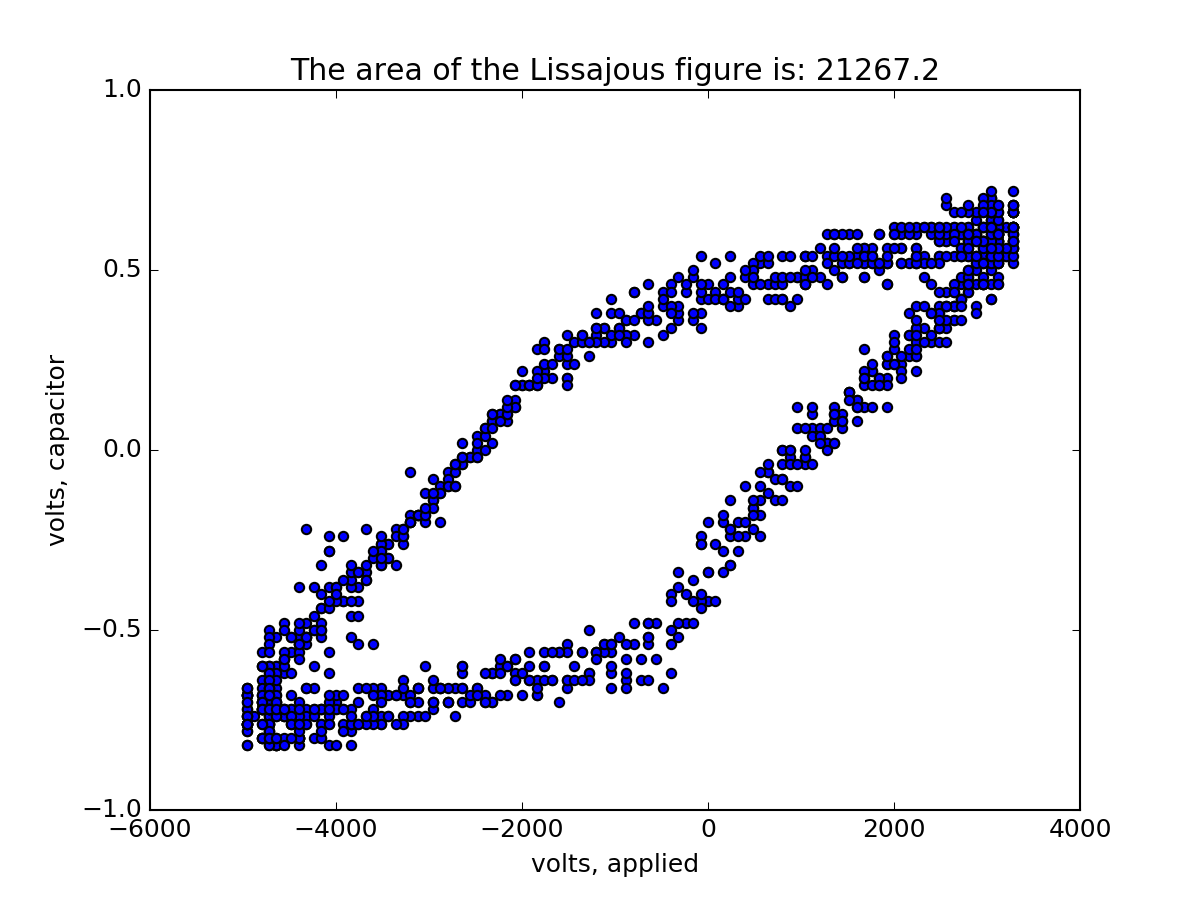 The area of the Lissajous figure is: 21267.2
1.0
0.5
0.0
−0.5
−1.0
volts, capacitor
−6000 −4000 −2000 0 2000 4000
volts, applied